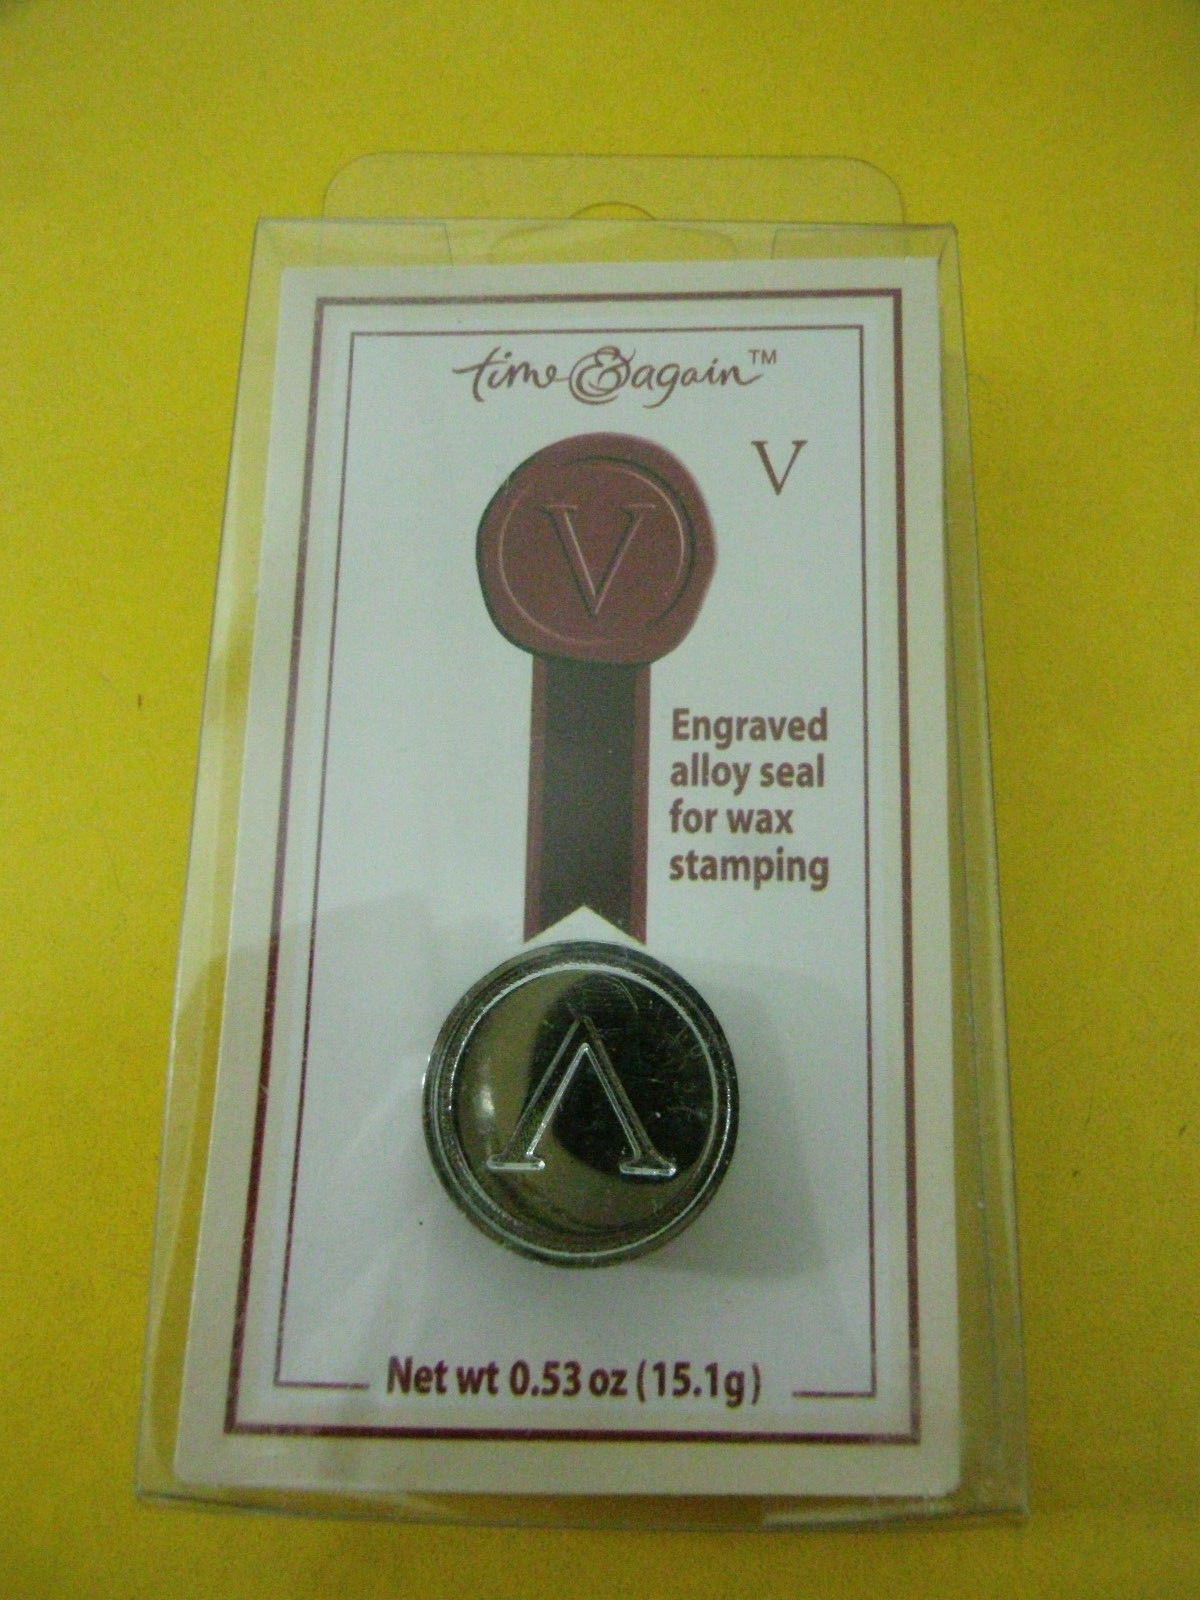 time & again™
V
V
Engraved
alloy seal
for wax
stamping
V
Net wt 0.53 oz (15.1g)